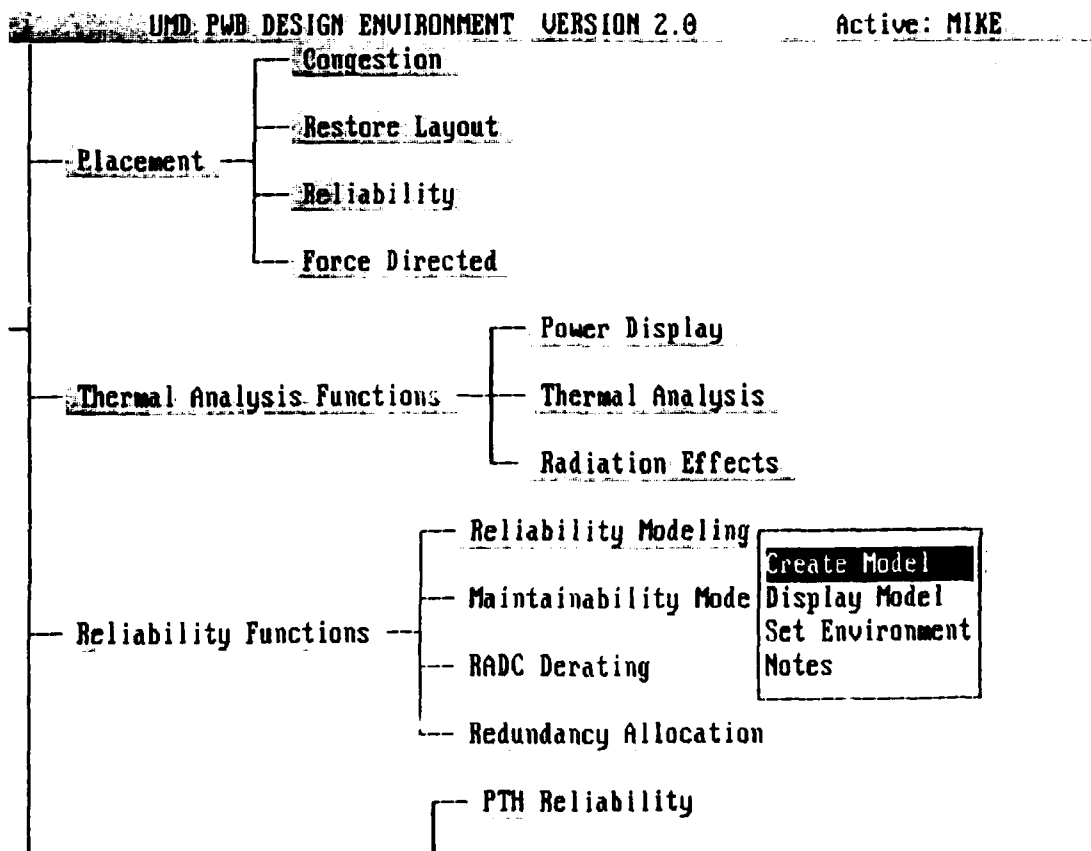 UMD PWB DESIGN ENVIRONMENT VERSION 2.0 Active: MIKE
Congestion
Restore Layout
Placement
Reliability
Force Directed
Power Display
Thermal Analysis Functions
Thermal Analysis
Radiation Effects
Reliability Modeling
Create Model
Maintainability Mode
Display Model
Set Environment
Reliability Functions
RADC Derating
Notes
Redundancy Allocation
PTH Reliability